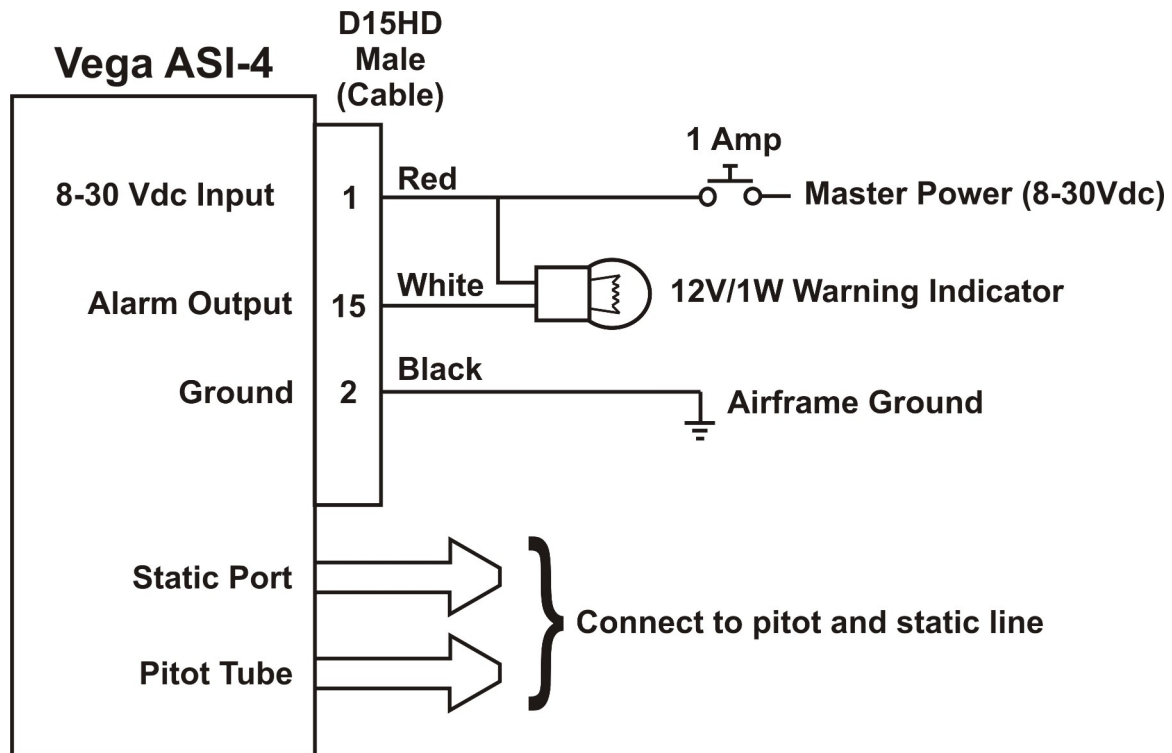 Vega ASI-4
D15HD
Male
(Cable)
8-30 Vdc Input
1
Red
1 Amp
Master Power (8-30Vdc)
Alarm Output
15
White
12V/1W Warning Indicator
Ground
2
Black
Airframe Ground
Static Port
Pitot Tube
Connect to pitot and static line